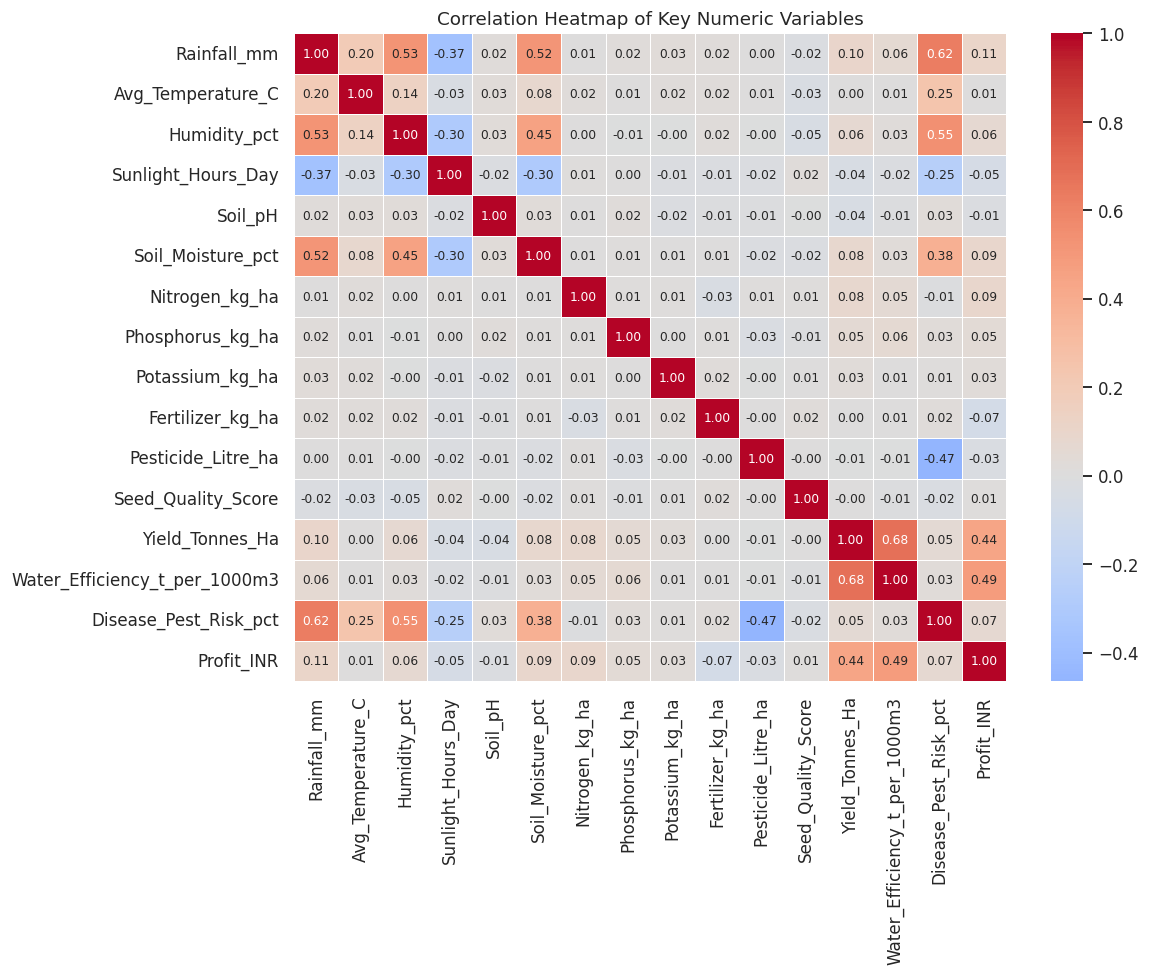 Correlation Heatmap of Key Numeric Variables
Rainfall_mm 1.00 0.20 0.53 -0.37 0.02 0.52 0.01 0.02 0.03 0.02 0.00 -0.02 0.10 0.06 0.62 0.11
Avg_Temperature_C 0.20 1.00 0.14 -0.03 0.03 0.08 0.02 0.01 0.02 0.02 0.01 -0.03 0.00 0.01 0.25 0.01
Humidity_pct 0.53 0.14 1.00 -0.30 0.03 0.45 0.00 -0.01 -0.00 0.02 -0.00 -0.05 0.06 0.03 0.55 0.06
Sunlight_Hours_Day -0.37 -0.03 -0.30 1.00 -0.02 -0.30 0.01 0.00 -0.01 -0.01 -0.02 0.02 -0.04 -0.02 -0.25 -0.05
Soil_pH 0.02 0.03 0.03 -0.02 1.00 0.03 0.01 0.02 -0.02 -0.01 -0.01 -0.00 -0.04 -0.01 0.03 -0.01
Soil_Moisture_pct 0.52 0.08 0.45 -0.30 0.03 1.00 0.01 0.01 0.01 0.01 -0.02 -0.02 0.08 0.03 0.38 0.09
Nitrogen_kg_ha 0.01 0.02 0.00 0.01 0.01 0.01 1.00 0.01 0.01 -0.03 0.01 0.01 0.08 0.05 -0.01 0.09
Phosphorus_kg_ha 0.02 0.01 -0.01 0.00 0.02 0.01 0.01 1.00 0.00 0.01 -0.03 -0.01 0.05 0.06 0.03 0.05
Potassium_kg_ha 0.03 0.02 -0.00 -0.01 -0.02 0.01 0.01 0.00 1.00 0.02 -0.00 0.01 0.03 0.01 0.01 0.03
Fertilizer_kg_ha 0.02 0.02 0.02 -0.01 -0.01 0.01 -0.03 0.01 0.02 1.00 -0.00 0.02 0.00 0.01 0.02 -0.07
Pesticide_Litre_ha 0.00 0.01 -0.00 -0.02 -0.01 -0.02 0.01 -0.03 -0.00 -0.00 1.00 -0.00 -0.01 -0.01 -0.47 -0.03
Seed_Quality_Score -0.02 -0.03 -0.05 0.02 -0.00 -0.02 0.01 -0.01 0.01 0.02 -0.00 1.00 -0.00 -0.01 -0.02 0.01
Yield_Tonnes_Ha 0.10 0.00 0.06 -0.04 -0.04 0.08 0.08 0.05 0.03 0.00 -0.01 -0.00 1.00 0.68 0.05 0.44
Water_Efficiency_t_per_1000m3 0.06 0.01 0.03 -0.02 -0.01 0.03 0.05 0.06 0.01 0.01 -0.01 -0.01 0.68 1.00 0.03 0.49
Disease_Pest_Risk_pct 0.62 0.25 0.55 -0.25 0.03 0.38 -0.01 0.03 0.01 0.02 -0.47 -0.02 0.05 0.03 1.00 0.07
Profit_INR 0.11 0.01 0.06 -0.05 -0.01 0.09 0.09 0.05 0.03 -0.07 -0.03 0.01 0.44 0.49 0.07 1.00
Rainfall_mm
Avg_Temperature_C
Humidity_pct
Sunlight_Hours_Day
Soil_pH
Soil_Moisture_pct
Nitrogen_kg_ha
Phosphorus_kg_ha
Potassium_kg_ha
Fertilizer_kg_ha
Pesticide_Litre_ha
Seed_Quality_Score
Yield_Tonnes_Ha
Water_Efficiency_t_per_1000m3
Disease_Pest_Risk_pct
Profit_INR
1.0
0.8
0.6
0.4
0.2
0.0
−0.2
−0.4